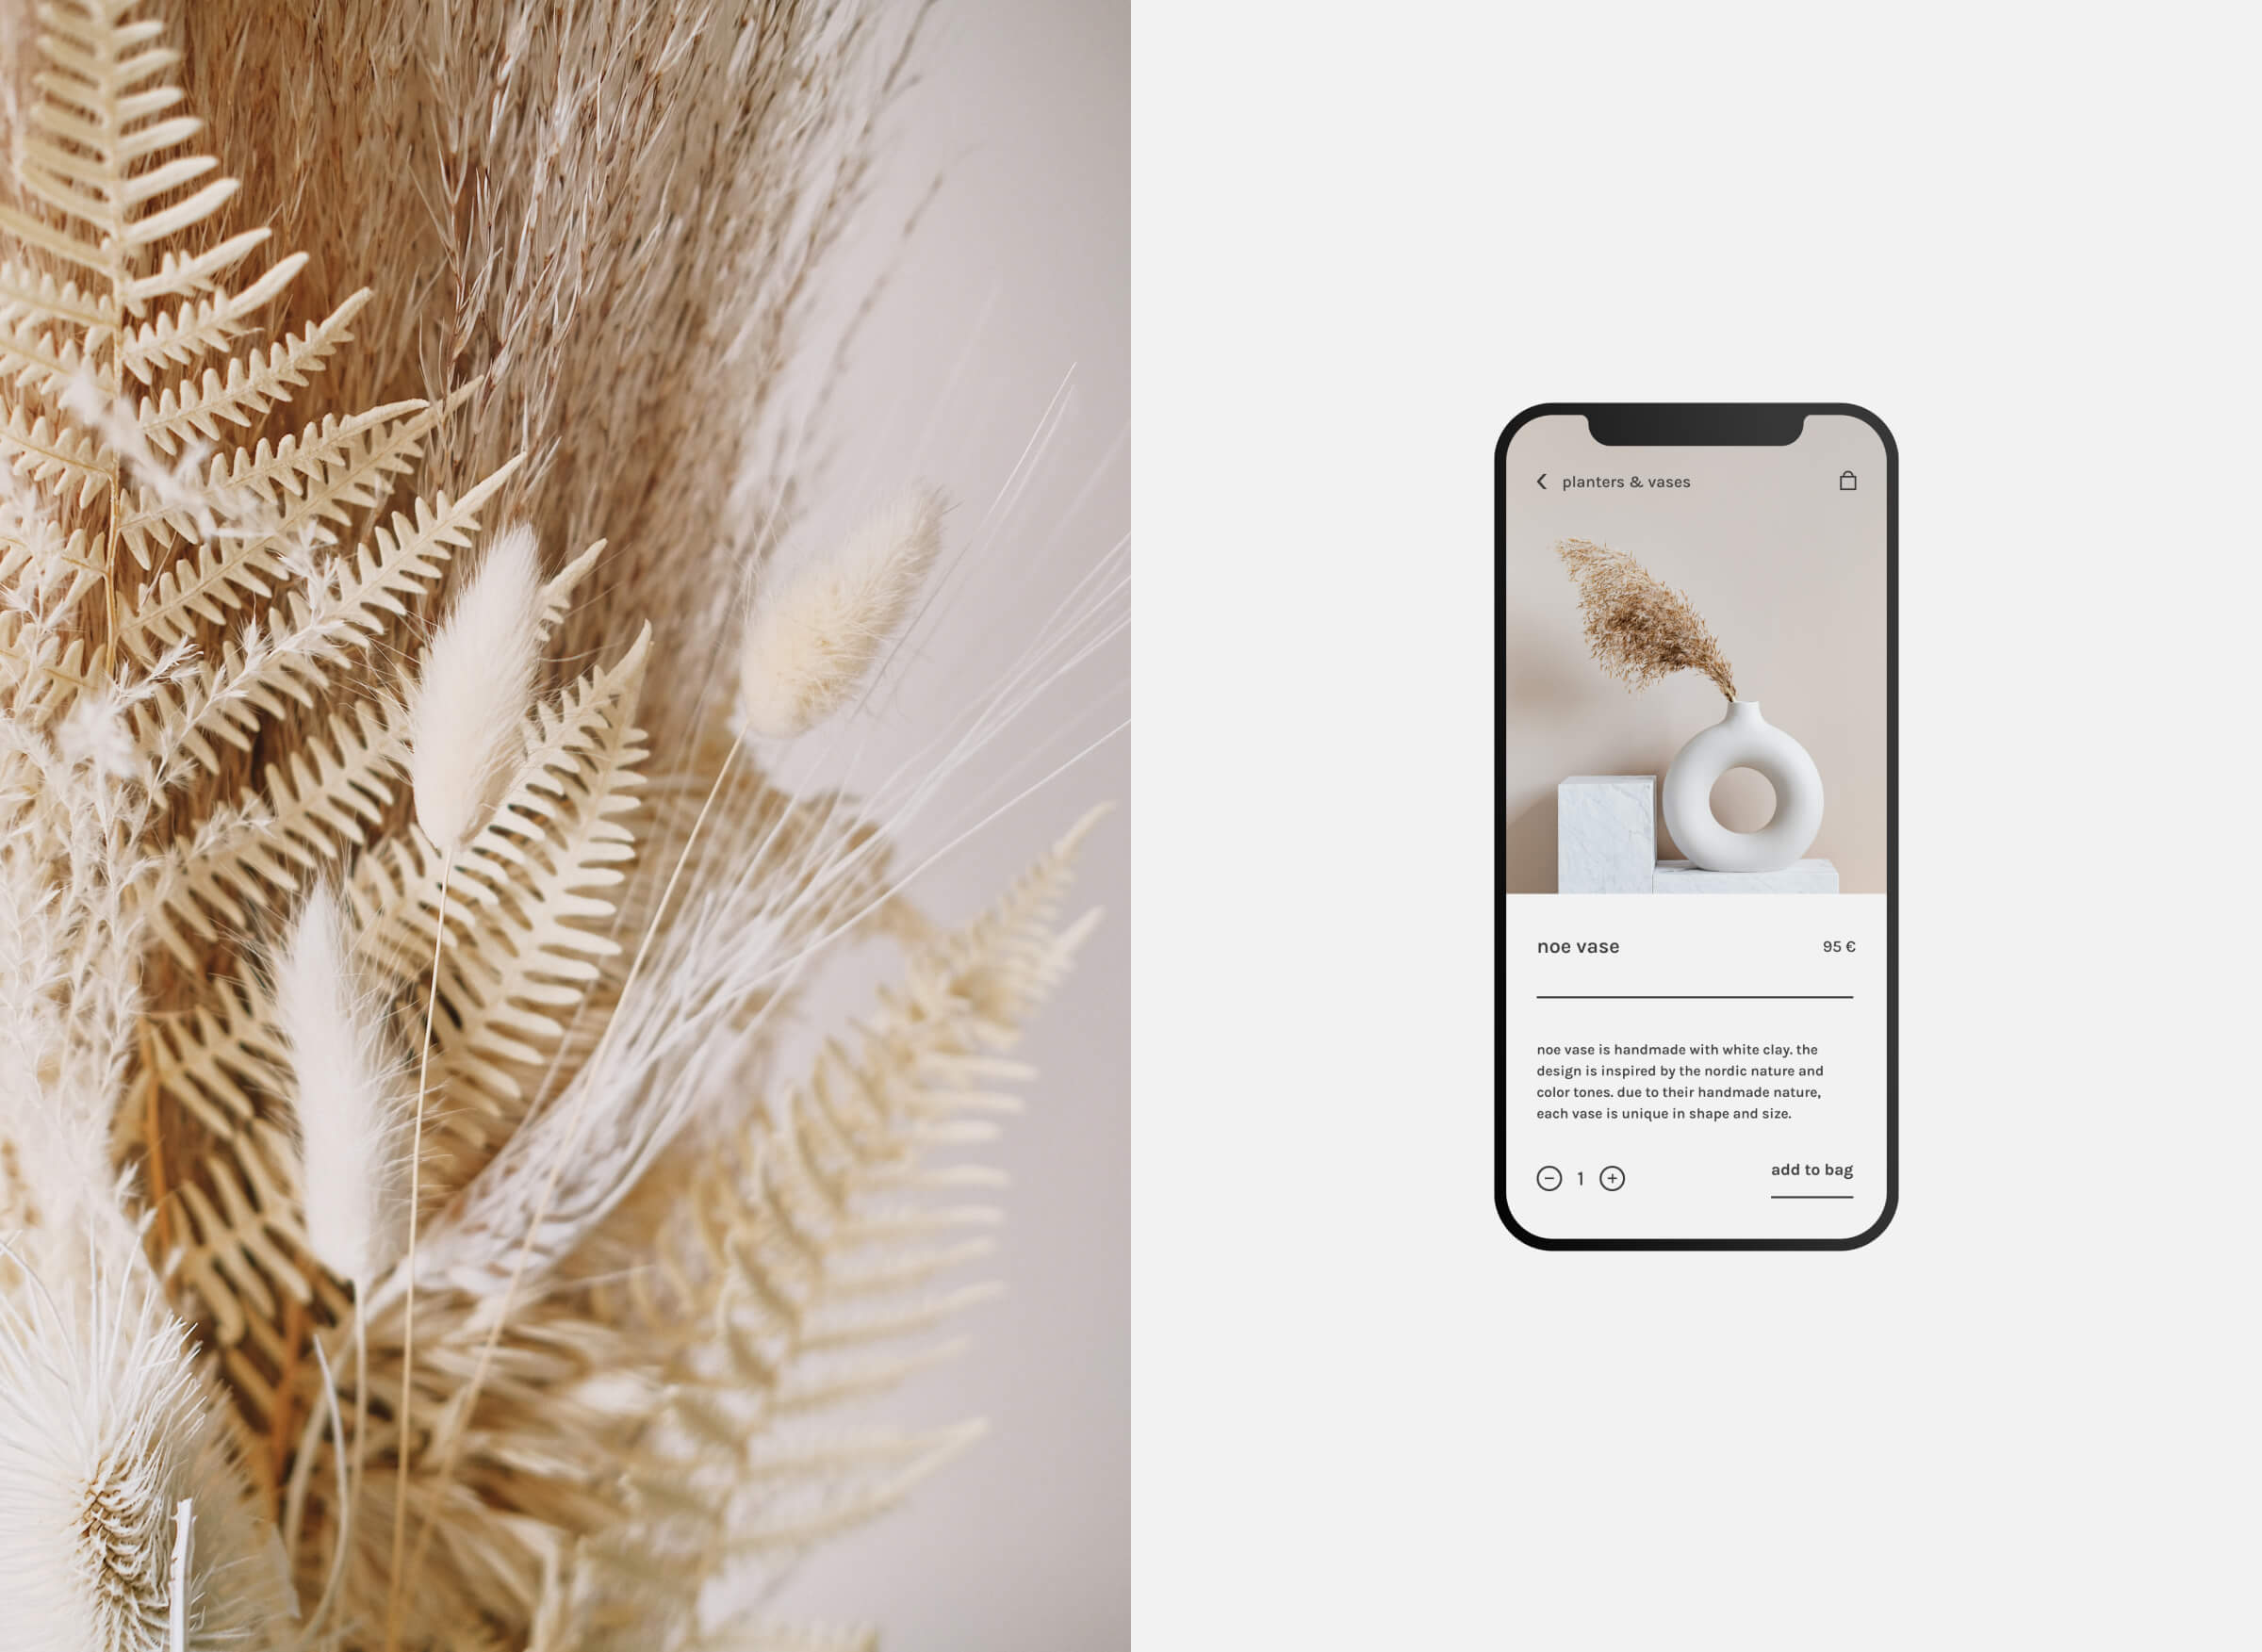 planters & vases
noe vase
95 €
noe vase is handmade with white clay. the
design is inspired by the nordic nature and
color tones. due to their handmade nature,
each vase is unique in shape and size.
1
add to bag